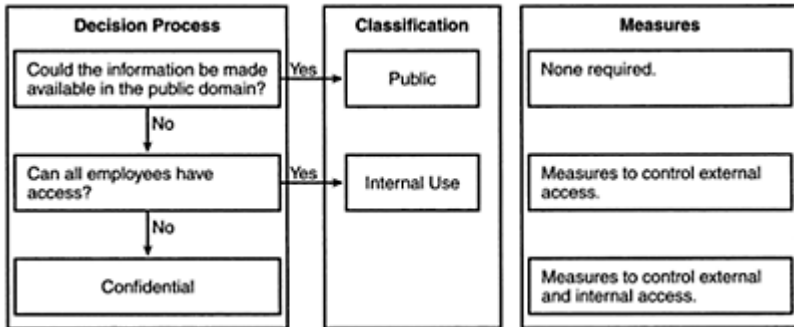 Decision Process
Classification
Measures
Could the information be made
available in the public domain?
Yes
Public
None required.
No
Can all employees have
access?
Yes
Internal Use
Measures to control external
access.
No
Confidential
Measures to control external
and internal access.